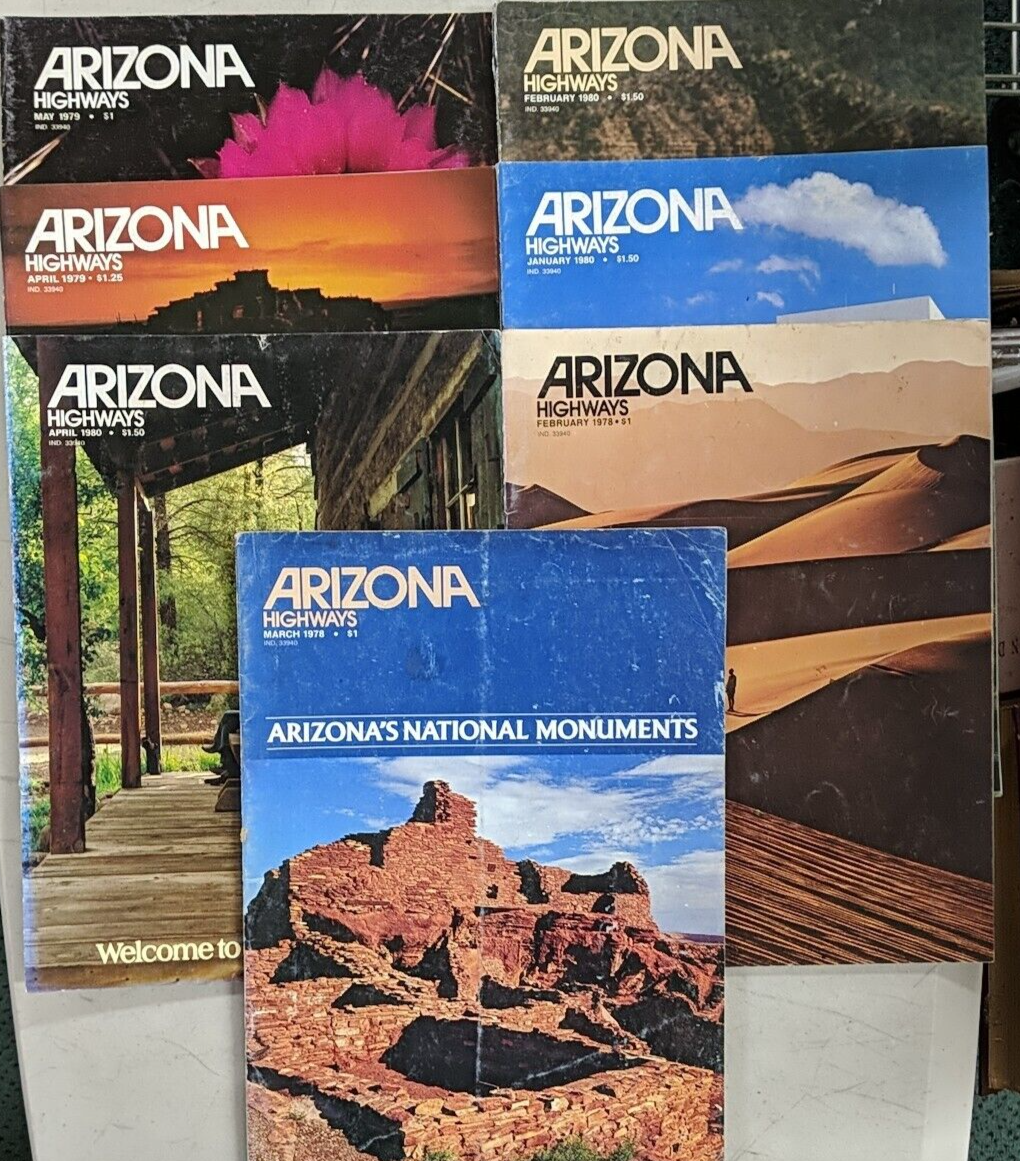 ARIZONA
HIGHWAYS
MAY 1979 • $1
IND. 33940
ARIZONA
HIGHWAYS
FEBRUARY 1980 • $1.50
IND. 33940
ARIZONA
HIGHWAYS
APRIL 1979 • $1.25
IND. 33940
ARIZONA
HIGHWAYS
JANUARY 1980 • $1.50
IND. 33940
ARIZONA
HIGHWAYS
APRIL 1980 • $1.50
IND. 33940
Welcome to
ARIZONA
HIGHWAYS
FEBRUARY 1978 • $1
IND. 33940
ARIZONA
HIGHWAYS
MARCH 1978 • $1
IND. 33940
ARIZONA'S NATIONAL MONUMENTS